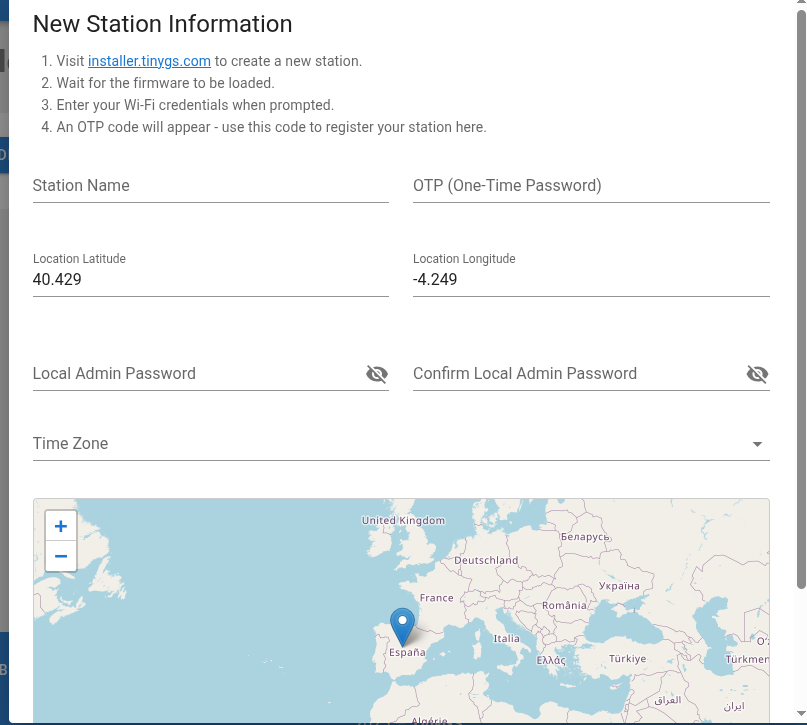 New Station Information
1. Visit installer.tinygs.com to create a new station.
2. Wait for the firmware to be loaded.
3. Enter your Wi-Fi credentials when prompted.
4. An OTP code will appear - use this code to register your station here.
Station Name
OTP (One-Time Password)
Location Latitude
Location Longitude
40.429
-4.249
Local Admin Password
Confirm Local Admin Password
Time Zone
+
−
United Kingdom
Беларусь
Deutschland
Україна
France
România
Italia
España
Ελλάς
Türkiye
العراق
ایران